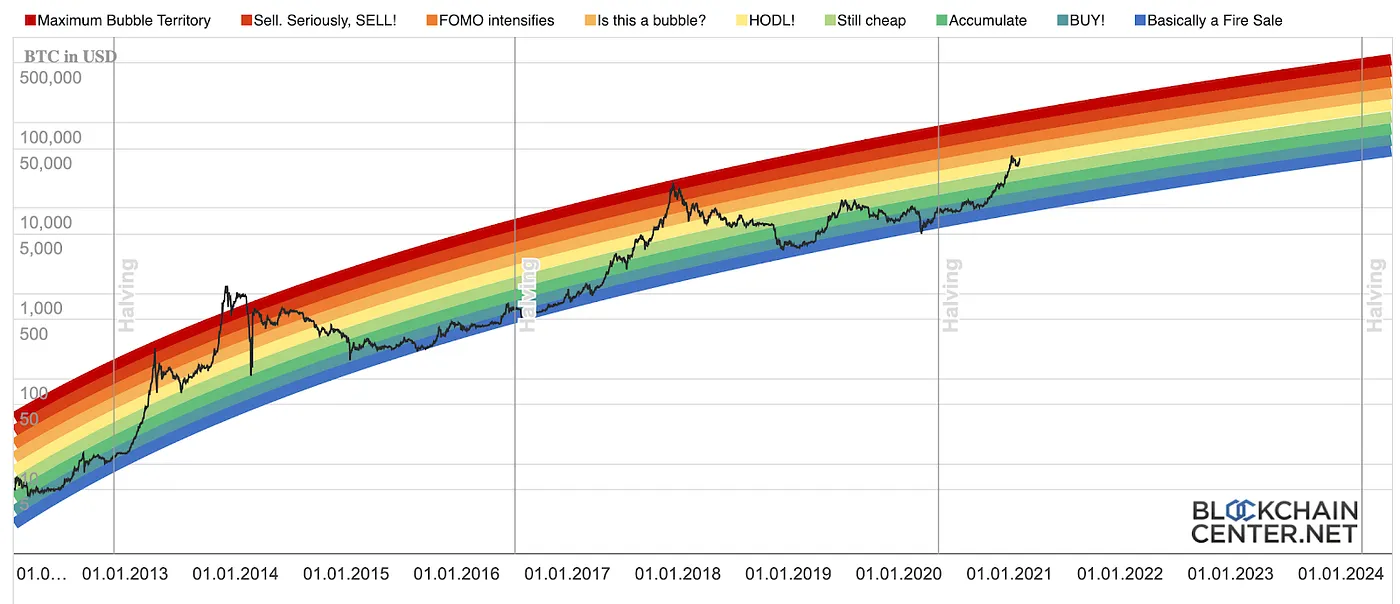 Maximum Bubble Territory Sell. Seriously, SELL! FOMO intensifies Is this a bubble? HODL! Still cheap Accumulate BUY! Basically a Fire Sale
BTC in USD
500,000
100,000
50,000
10,000
5,000
1,000
500
100
50
10
5
Halving
Halving
Halving
Halving
BLOCKCHAIN
CENTER.NET
01.0… 01.01.2013 01.01.2014 01.01.2015 01.01.2016 01.01.2017 01.01.2018 01.01.2019 01.01.2020 01.01.2021 01.01.2022 01.01.2023 01.01.2024